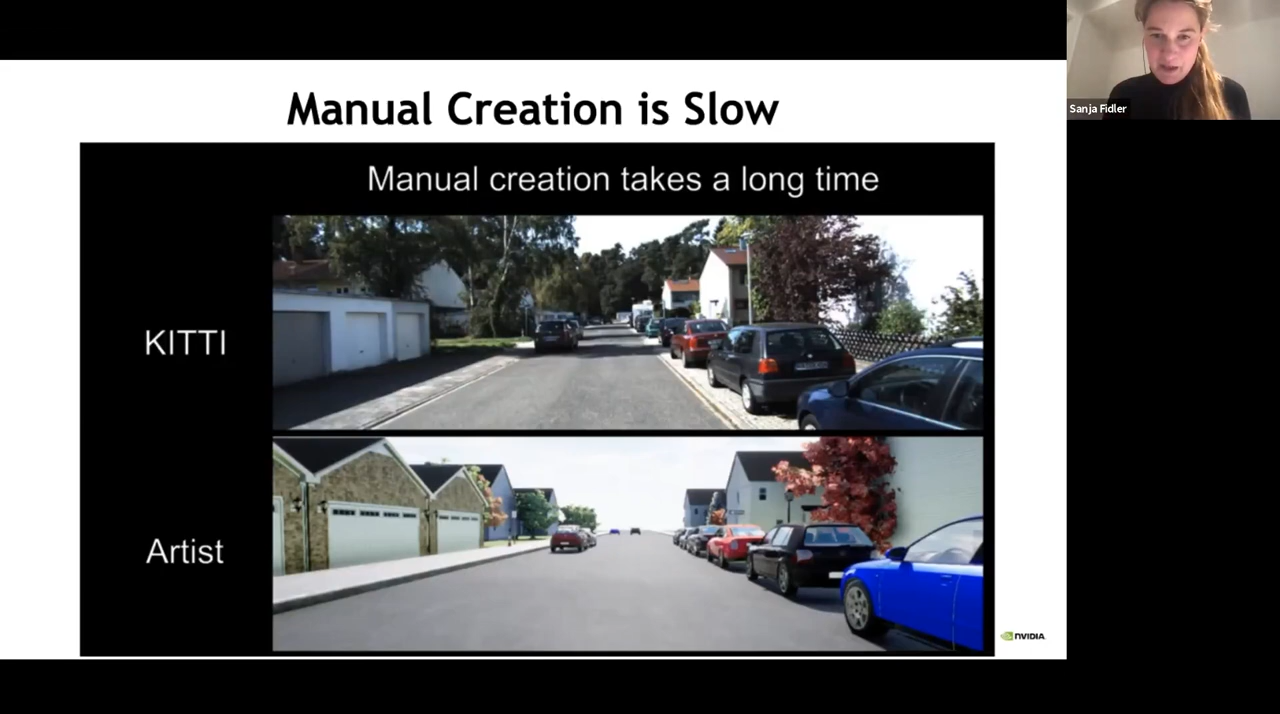 Sanja Fidler
Manual Creation is Slow
Manual creation takes a long time
KITTI
Artist
NVIDIA